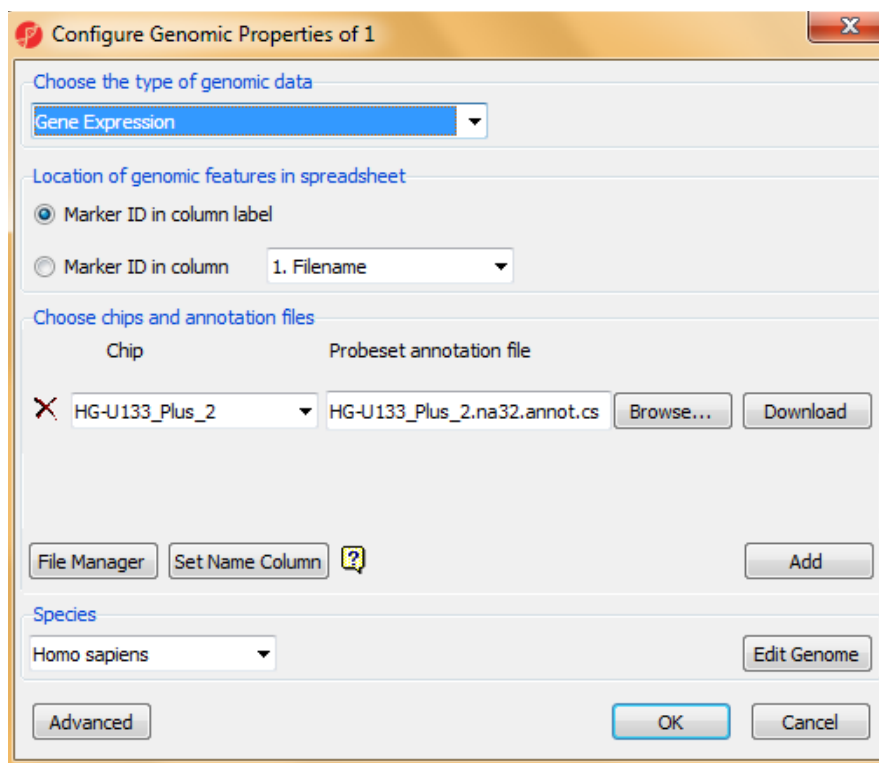 Configure Genomic Properties of 1
Choose the type of genomic data
Gene Expression
Location of genomic features in spreadsheet
Marker ID in column label
Marker ID in column 1. Filename
Choose chips and annotation files
Chip Probeset annotation file
HG-U133_Plus_2 HG-U133_Plus_2.na32.annot.cs Browse... Download
File Manager Set Name Column ? Add
Species
Homo sapiens Edit Genome
Advanced OK Cancel